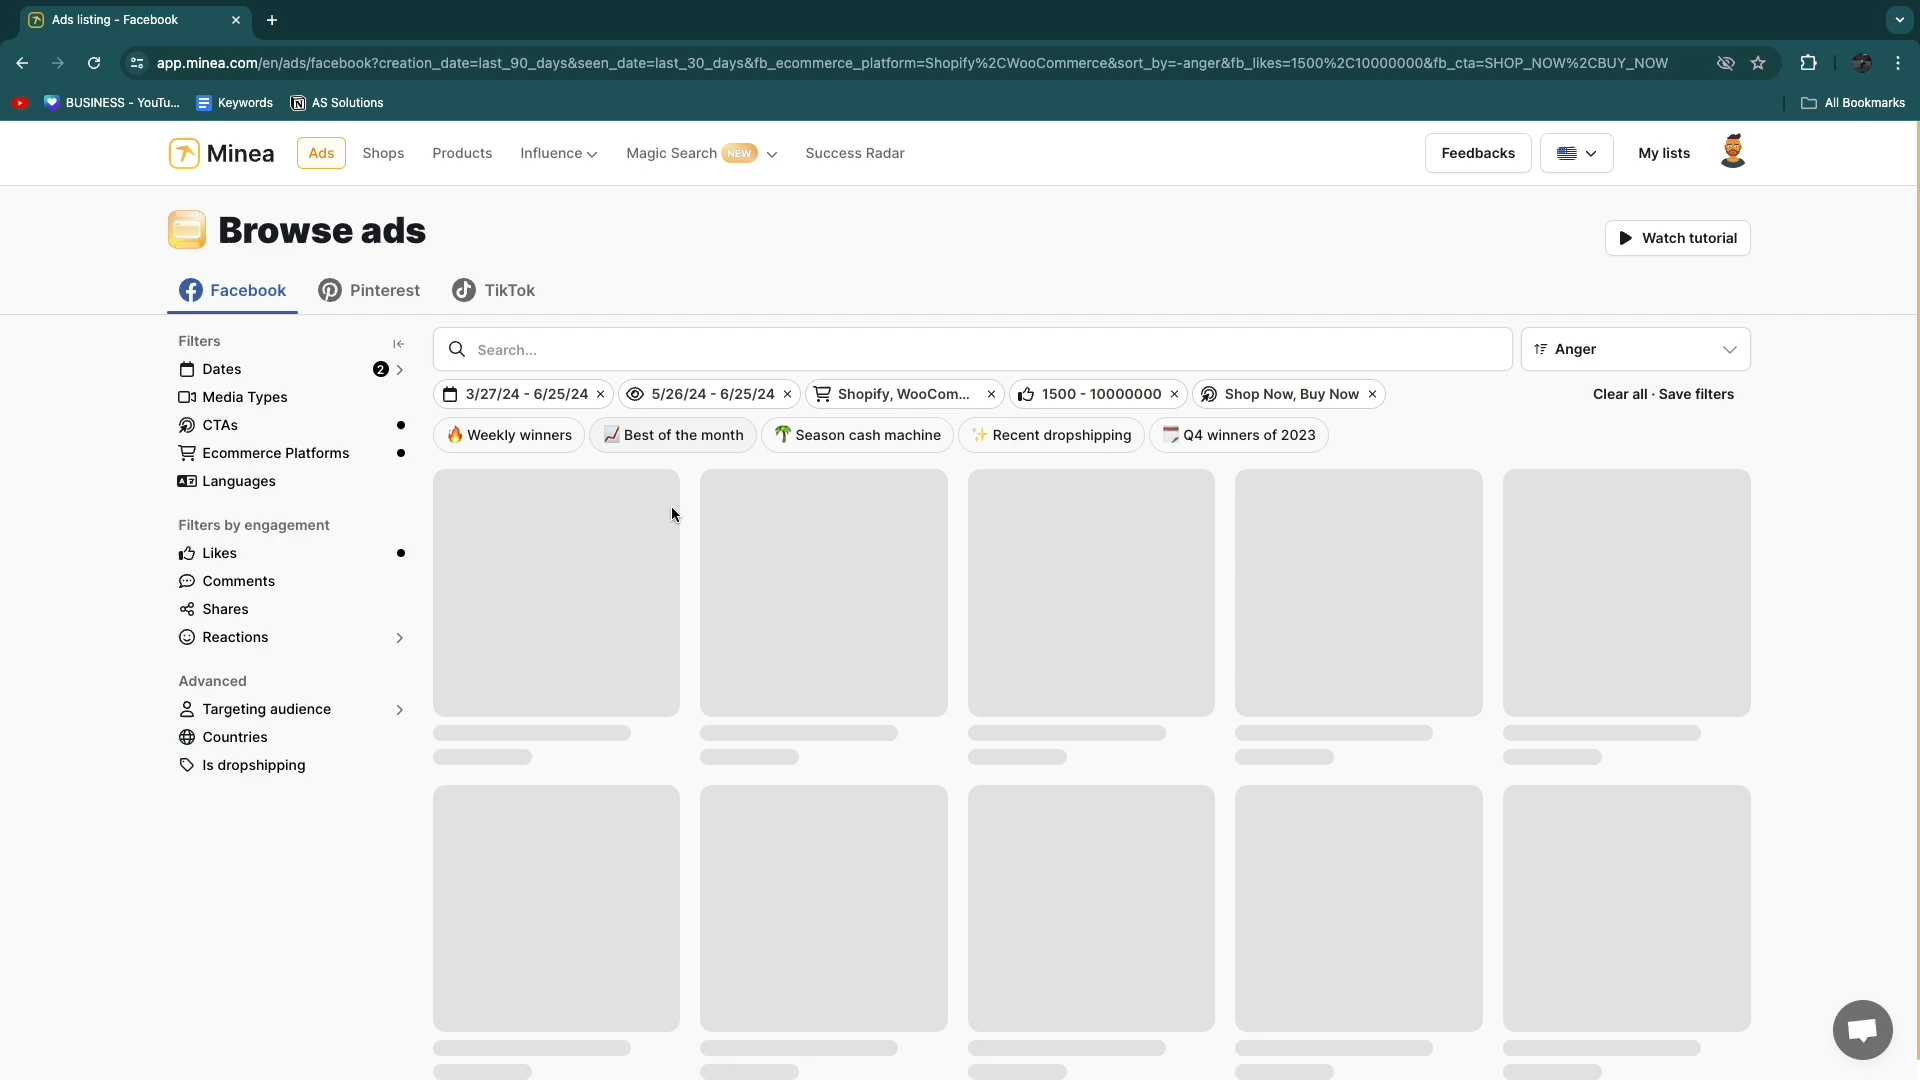 Ads listing - Facebook
app.minea.com/en/ads/facebook?creation_date=last_90_days&seen_date=last_30_days&fb_ecommerce_platform=Shopify%2CWooCommerce&sort_by=-anger&fb_likes=1500%2C10000000&fb_cta=SHOP_NOW%2CBUY_NOW
BUSINESS - YouTu... Keywords AS Solutions All Bookmarks
Minea Ads Shops Products Influence Magic Search NEW Success Radar Feedbacks My lists
Browse ads
Watch tutorial
Facebook Pinterest TikTok
Filters
Dates 2
Media Types
CTAs
Ecommerce Platforms
Languages
Filters by engagement
Likes
Comments
Shares
Reactions
Advanced
Targeting audience
Countries
Is dropshipping
Search... Anger
3/27/24 - 6/25/24 5/26/24 - 6/25/24 Shopify, WooCom... 1500 - 10000000 Shop Now, Buy Now Clear all · Save filters
Weekly winners Best of the month Season cash machine Recent dropshipping Q4 winners of 2023